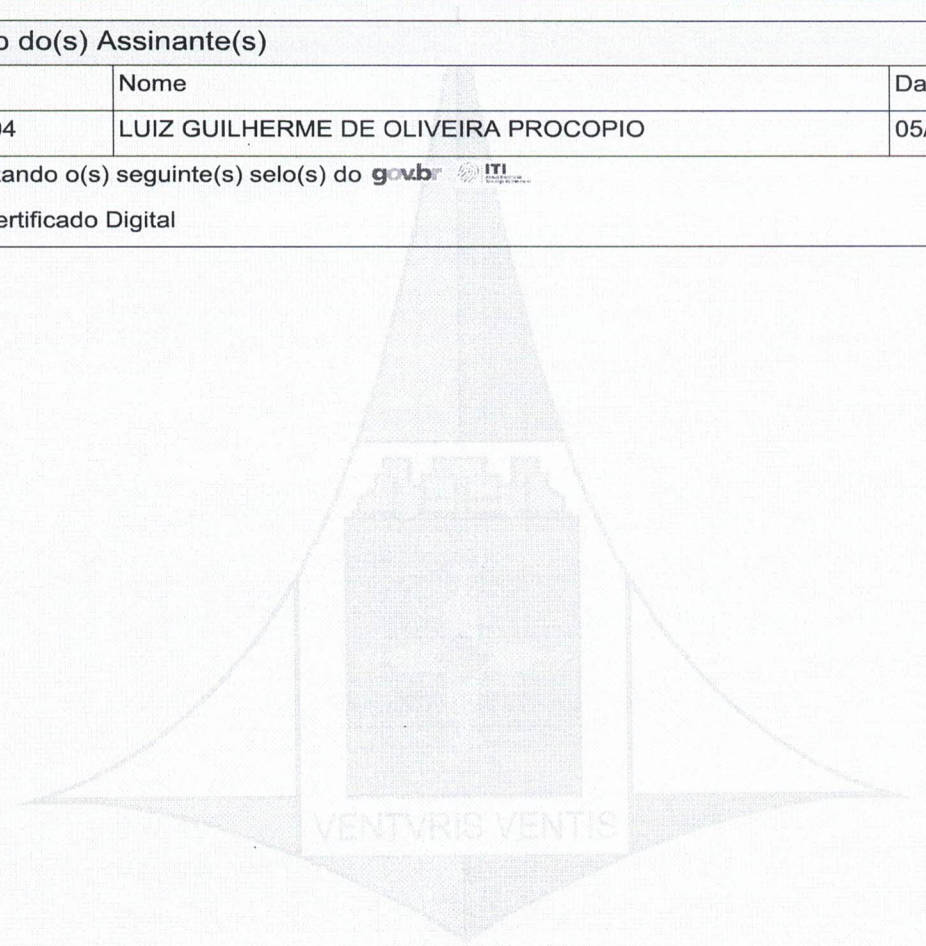 o do(s) Assinante(s)
Nome Da
04 LUIZ GUILHERME DE OLIVEIRA PROCOPIO 05/
tando o(s) seguinte(s) selo(s) do gov.br ITI
ertificado Digital
VENTVRIS VENTIS